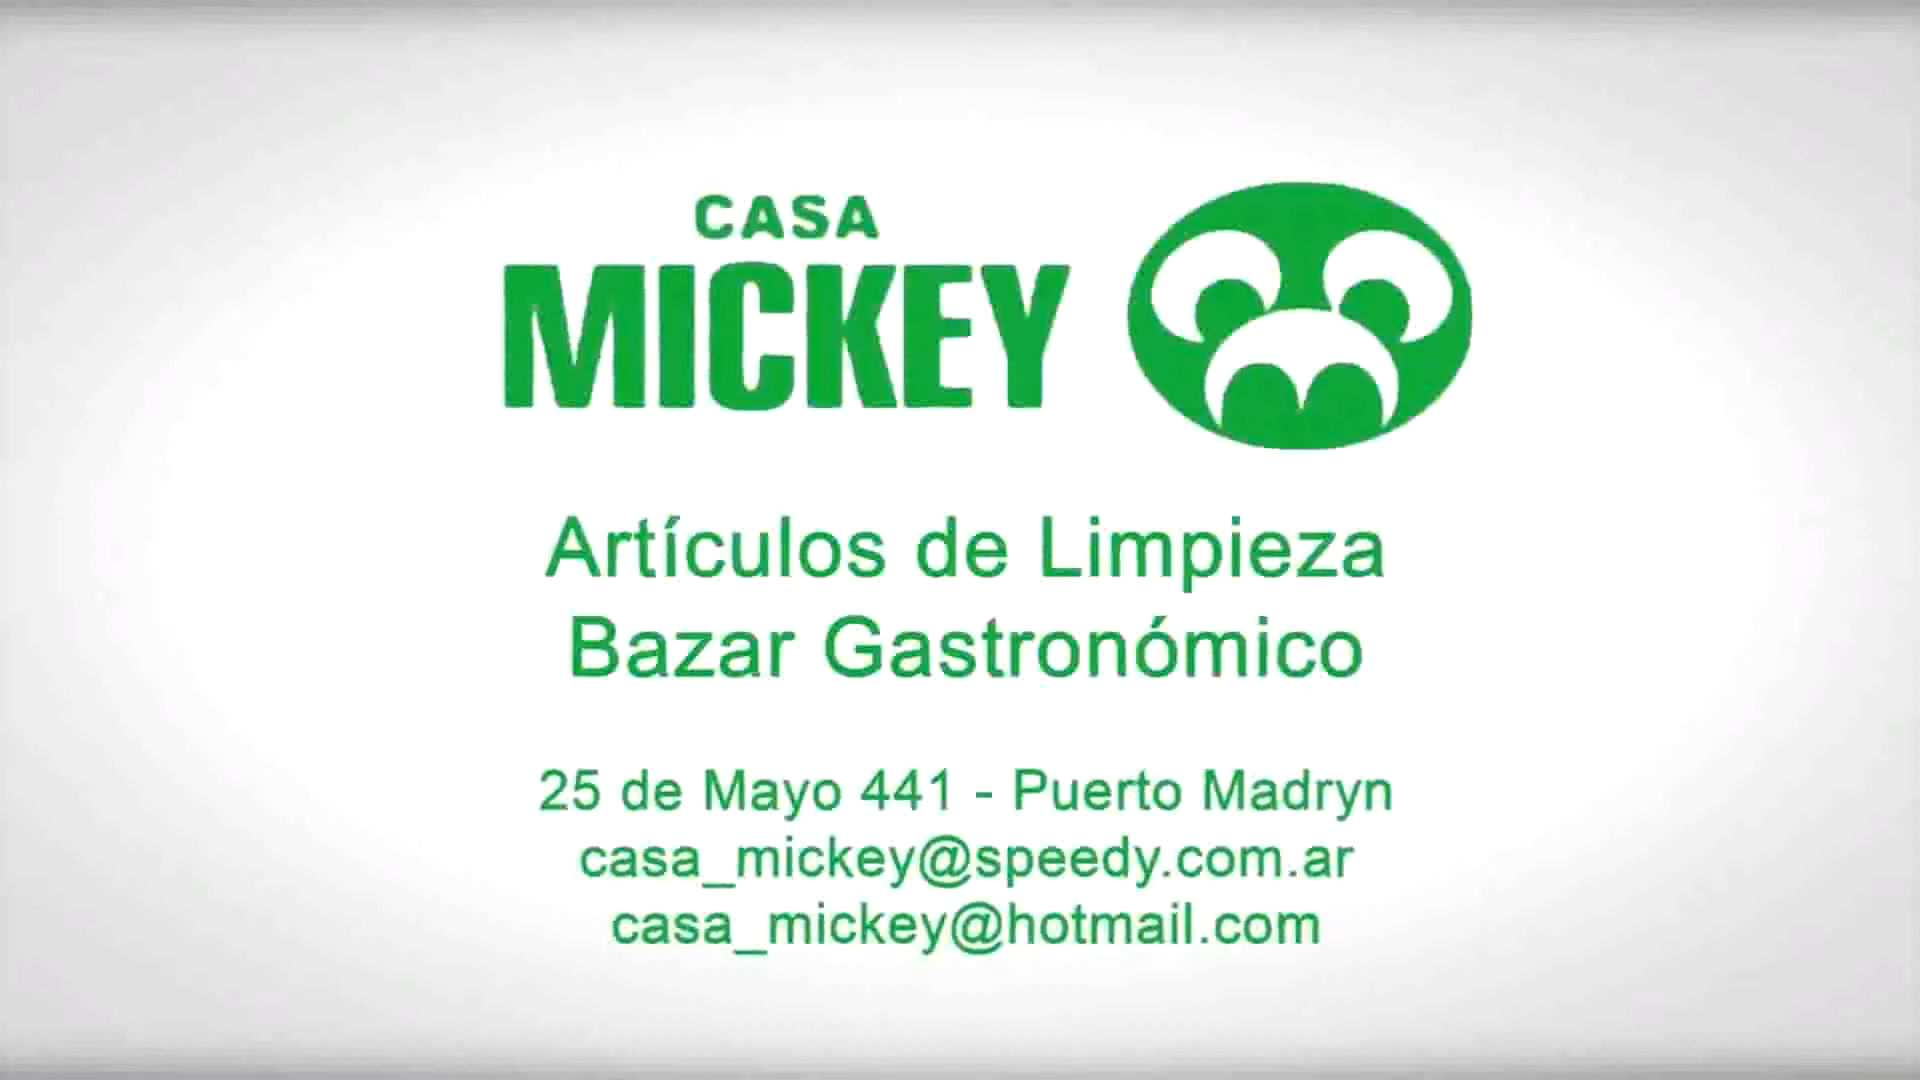 CASA
MICKEY
Artículos de Limpieza
Bazar Gastronómico
25 de Mayo 441 - Puerto Madryn
casa_mickey@speedy.com.ar
casa_mickey@hotmail.com